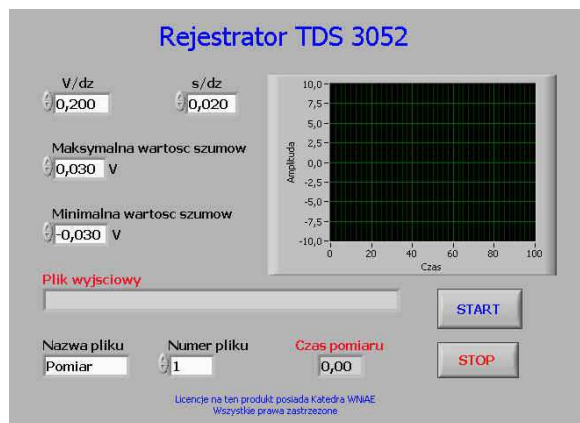 Rejestrator TDS 3052
V/dz
s/dz
0,200
0,020
Maksymalna wartosc szumow
0,030 V
Minimalna wartosc szumow
-0,030 V
10,0
7,5
5,0
2,5
0,0
-2,5
-5,0
-7,5
-10,0
Amplituda
0 20 40 60 80 100
Czas
Plik wyjsciowy
START
Nazwa pliku
Numer pliku
Czas pomiaru
Pomiar
1
0,00
STOP
Licencje na ten produkt posiada Katedra WNiAE
Wszystkie prawa zastrzezone